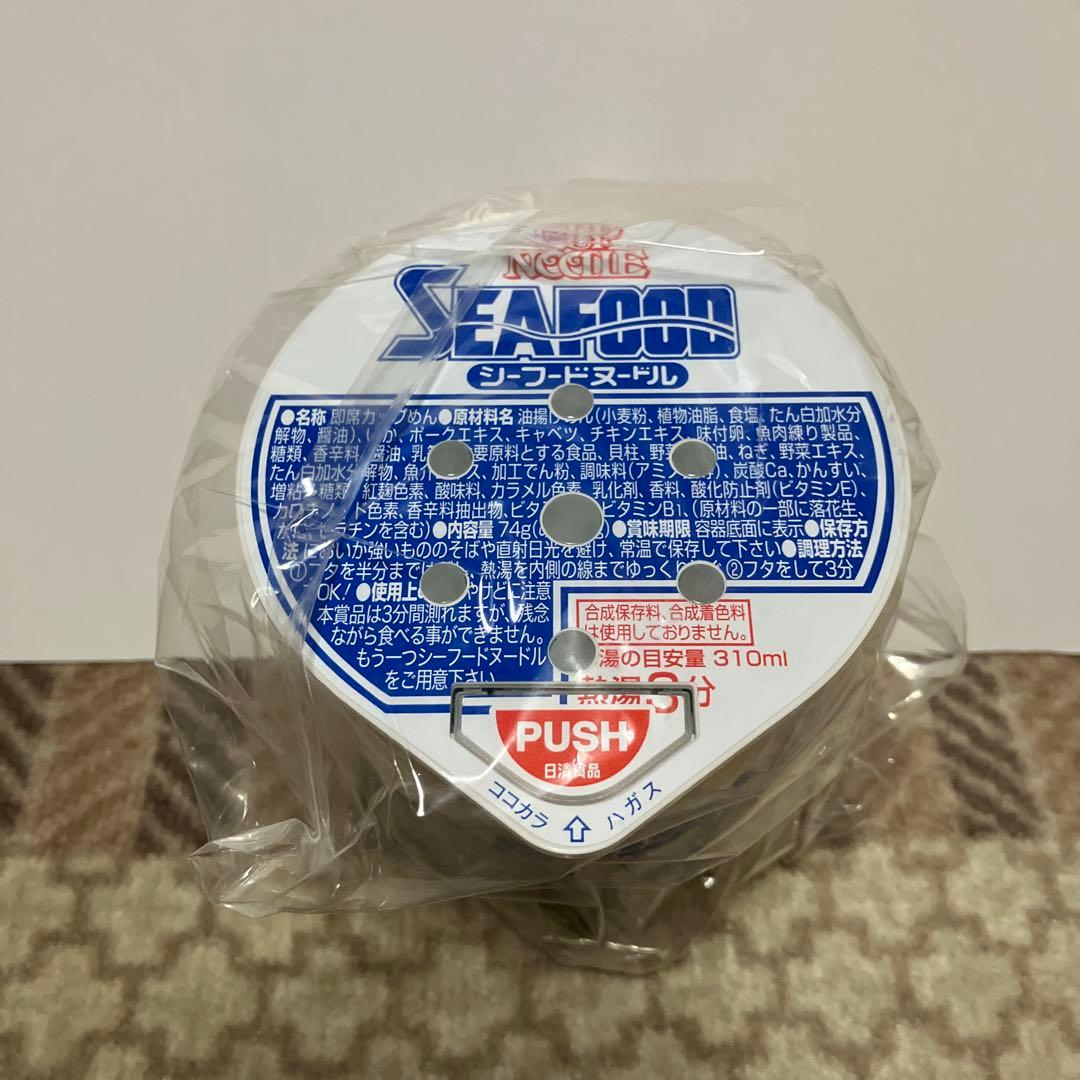 CUP
NOODLE
SEAFOOD
シーフードヌードル
●名称 即席カップめん●原材料名 油揚げめん(小麦粉、植物油脂、食塩、たん白加水分
解物、醤油)、いか、ポークエキス、キャベツ、チキンエキス、味付卵、魚肉練り製品、
糖類、香辛料、醤油、乳 要原料とする食品、貝柱、野菜 油、ねぎ、野菜エキス、
たん白加水分解物、魚介 ス、加工でん粉、調味料(アミノ 等)、炭酸Ca、かんすい、
増粘 糖類、紅麹色素、酸味料、カラメル色素、乳化剤、香料、酸化防止剤(ビタミンE)、
カロチノイド色素、香辛料抽出物、ビタ ビタミンB1、(原材料の一部に落花生、
ゼラチンを含む)●内容量 74g(め )●賞味期限 容器底面に表示●保存方
法 においが強いもののそばや直射日光を避け、常温で保存して下さい●調理方法
①フタを半分まで 、熱湯を内側の線までゆっくり ぐ ②フタをして3分
OK! ●使用上の やけどに注意
本賞品は3分間測れますが、残念
ながら食べる事ができません。
もう一つシーフードヌードル
をご用意下さい
合成保存料、合成着色料
は使用しておりません。
湯の目安量 310ml
熱湯3分
PUSH
日清食品
ココカラ ハガス